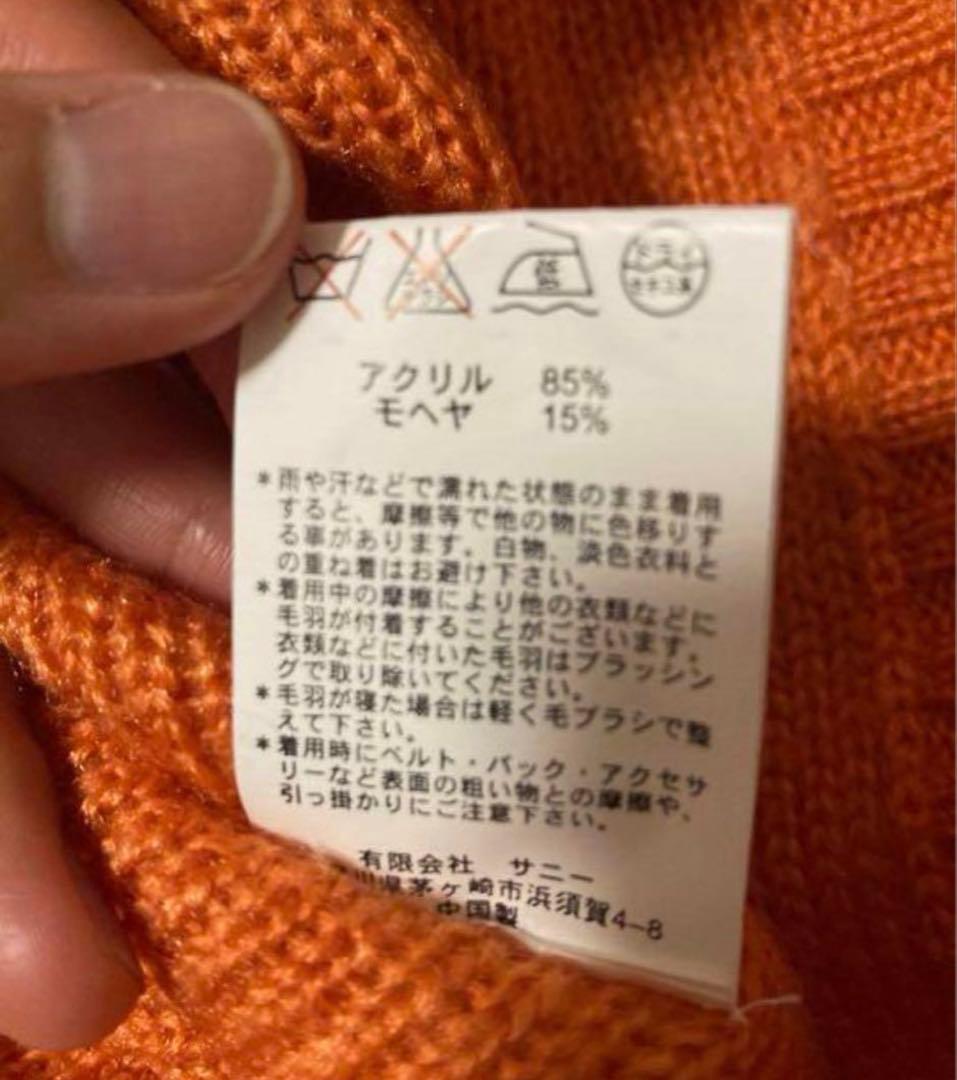 ドライ
アクリル 85%
モヘヤ 15%
＊雨や汗などで濡れた状態のまま着用
すると、摩擦等で他の物に色移りす
る事があります。白物、淡色衣料と
の重ね着はお避け下さい。
＊着用中の摩擦により他の衣類などに
毛羽が付着することがございます。
衣類などに付いた毛羽はブラッシン
グで取り除いてください。
＊毛羽が寝た場合は軽く毛ブラシで整
えて下さい。
＊着用時にベルト・バック・アクセサ
リーなど表面の粗い物との摩擦や、
引っ掛かりにご注意下さい。
有限会社 サニー
川県茅ヶ崎市浜須賀4-8
中国製